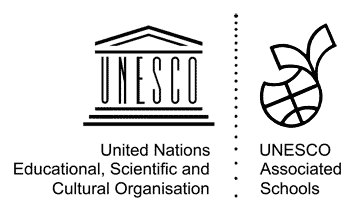 UNESCO
United Nations
Educational, Scientific and
Cultural Organisation
UNESCO
Associated
Schools